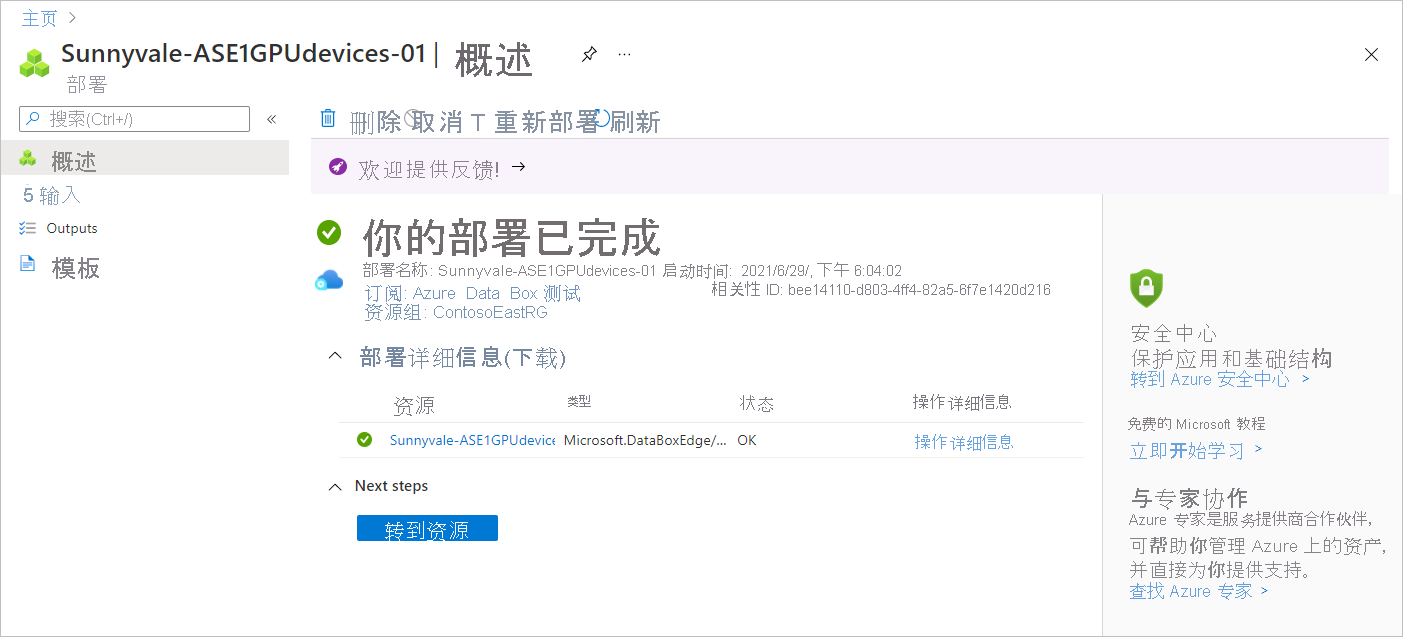 主页 >
Sunnyvale-ASE1GPUdevices-01 | 概述
...
部署
搜索(Ctrl+/)
«
概述
5 输入
Outputs
模板
删除 取消 T 重新部署 刷新
欢迎提供反馈! →
你的部署已完成
部署名称: Sunnyvale-ASE1GPUdevices-01 启动时间: 2021/6/29/, 下午 6:04:02
订阅: Azure Data Box 测试 相关性 ID: bee14110-d803-4ff4-82a5-6f7e1420d216
资源组: ContosoEastRG
部署详细信息(下载)
资源 类型 状态 操作详细信息
Sunnyvale-ASE1GPUdevice Microsoft.DataBoxEdge/... OK 操作详细信息
Next steps
转到资源
安全中心
保护应用和基础结构
转到 Azure 安全中心 >
免费的 Microsoft 教程
立即开始学习 >
与专家协作
Azure 专家是服务提供商合作伙伴,
可帮助你管理 Azure 上的资产,
并直接为你提供支持。
查找 Azure 专家 >